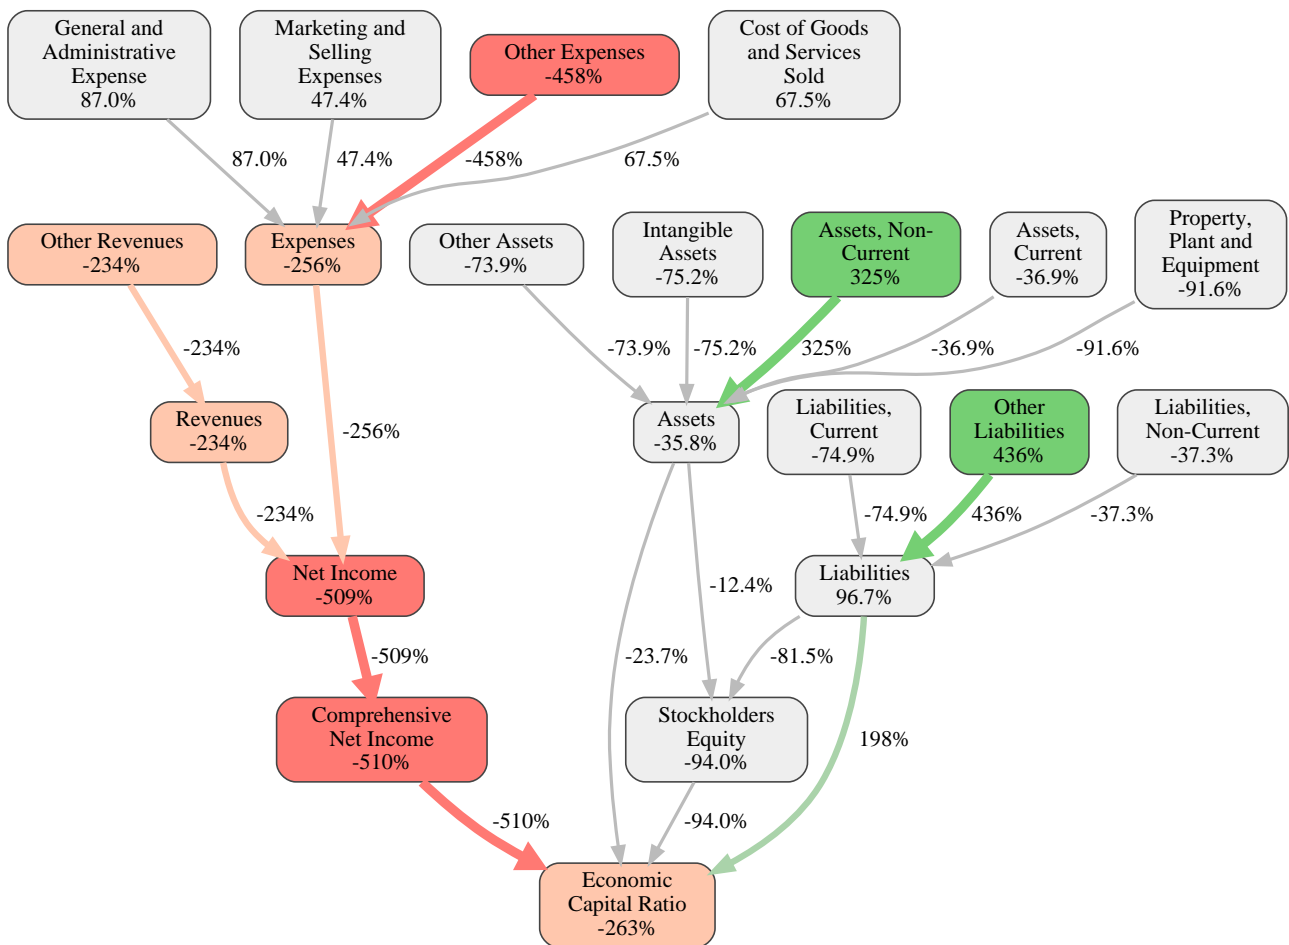 General and
Administrative
Expense
87.0%
Marketing and
Selling
Expenses
47.4%
Other Expenses
-458%
Cost of Goods
and Services
Sold
67.5%
87.0%
47.4%
-458%
67.5%
Other Revenues
-234%
Expenses
-256%
Other Assets
-73.9%
Intangible
Assets
-75.2%
Assets, Non-
Current
325%
Assets,
Current
-36.9%
Property,
Plant and
Equipment
-91.6%
-234%
-256%
-73.9%
-75.2%
325%
-36.9%
-91.6%
Revenues
-234%
Assets
-35.8%
Liabilities,
Current
-74.9%
Other
Liabilities
436%
Liabilities,
Non-Current
-37.3%
-234%
-74.9%
436%
-37.3%
Net Income
-509%
Liabilities
96.7%
-12.4%
-509%
-23.7%
-81.5%
Comprehensive
Net Income
-510%
Stockholders
Equity
-94.0%
198%
-510%
-94.0%
Economic
Capital Ratio
-263%